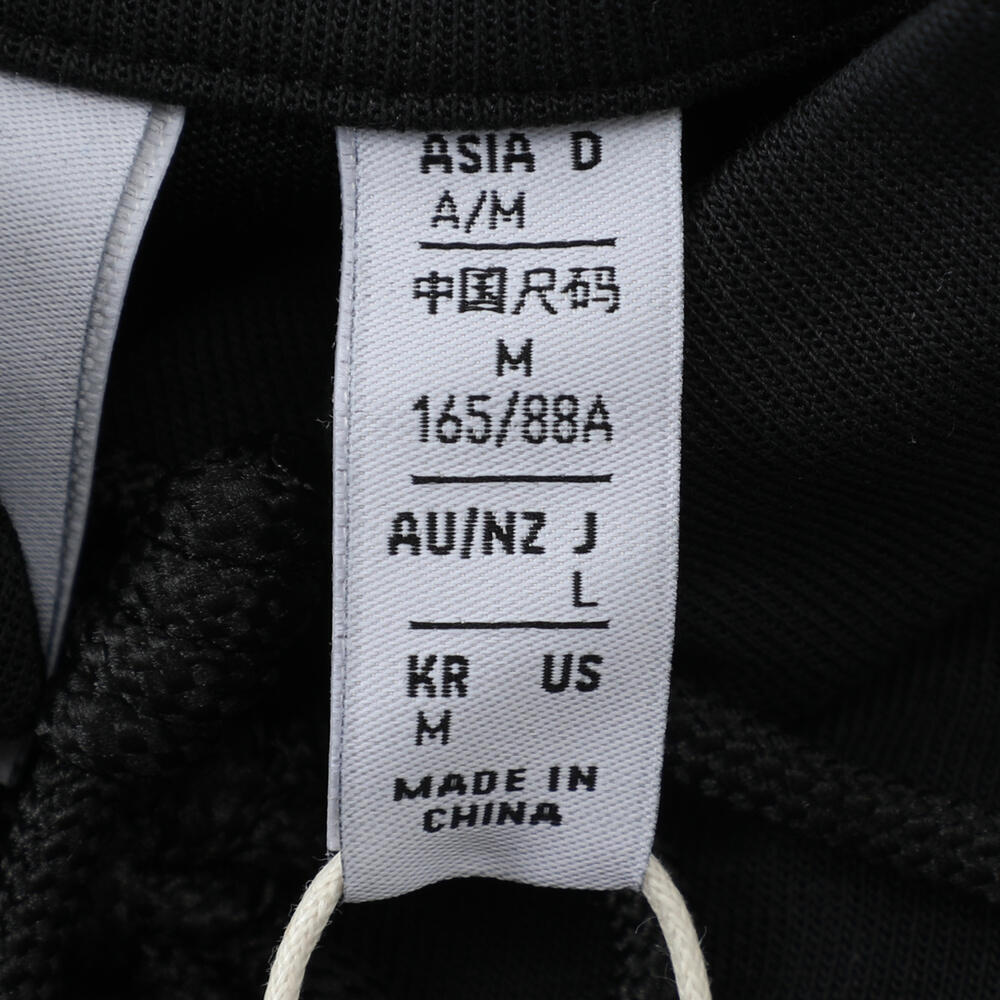 ASIA D
A/M
中国尺码
M
165/88A
AU/NZ J
L
KR US
M
MADE IN
CHINA